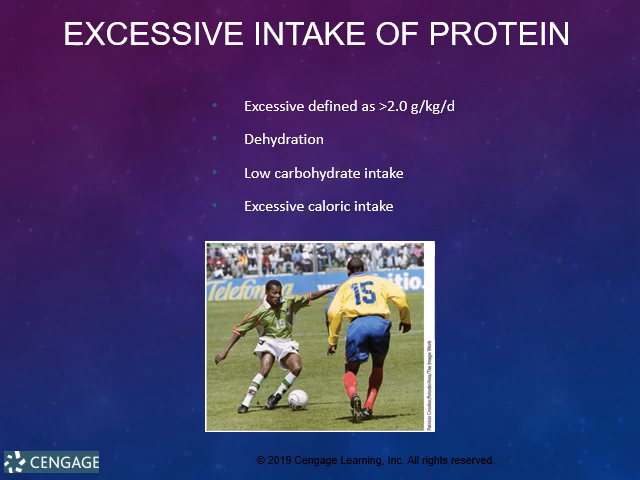 EXCESSIVE INTAKE OF PROTEIN
Excessive defined as >2.0 g/kg/d
Dehydration
Low carbohydrate intake
Excessive caloric intake
Telefónica
15
CENGAGE
© 2019 Cengage Learning, Inc. All rights reserved.